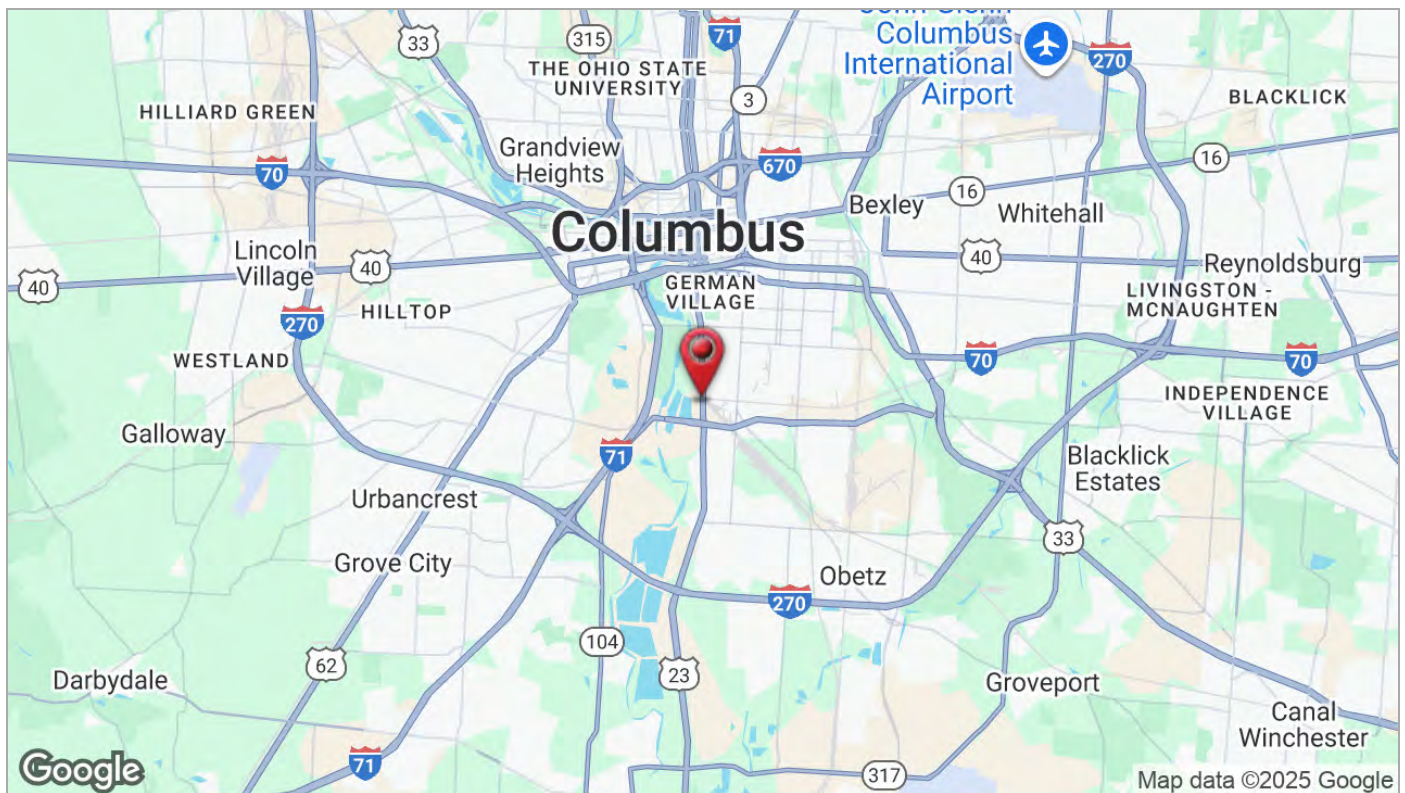 John Glenn
Columbus
International
Airport
33
315
71
270
THE OHIO STATE
UNIVERSITY
3
BLACKLICK
HILLIARD GREEN
Grandview
Heights
670
16
70
16
Bexley
Whitehall
Columbus
Lincoln
Village
40
40
40
Reynoldsburg
GERMAN
VILLAGE
LIVINGSTON -
MCNAUGHTEN
HILLTOP
270
WESTLAND
70
70
INDEPENDENCE
VILLAGE
Galloway
71
Blacklick
Estates
Urbancrest
33
Grove City
Obetz
270
104
62
23
Darbydale
Groveport
Canal
Winchester
71
317
Google
Map data ©2025 Google